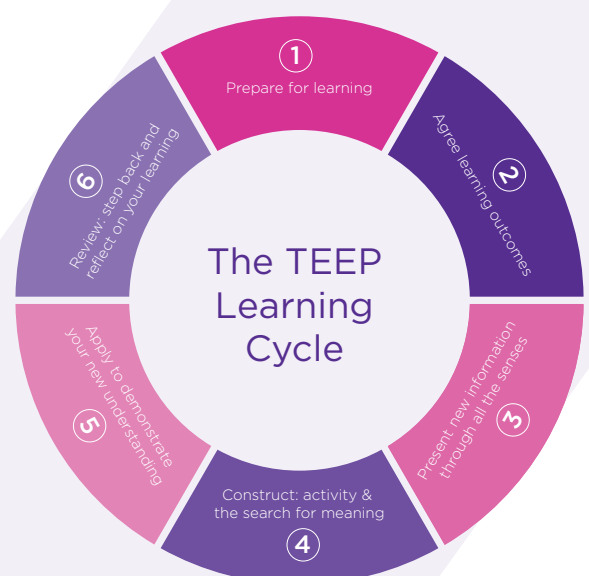 The TEEP
Learning
Cycle
1
Prepare for learning
2
Agree learning outcomes
3
Present new information
through all the senses
Construct: activity &
the search for meaning
4
5
Apply to demonstrate
your new understanding
6
Review: step back and
reflect on your learning